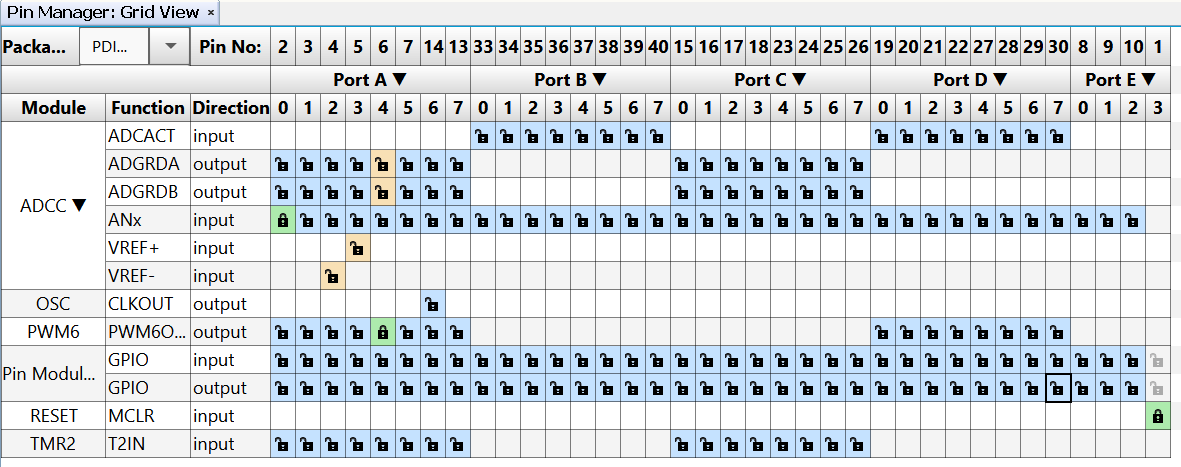 Pin Manager: Grid View ×
Packa... PDI... Pin No: 2 3 4 5 6 7 14 13 33 34 35 36 37 38 39 40 15 16 17 18 23 24 25 26 19 20 21 22 27 28 29 30 8 9 10 1
Port A ▼ Port B ▼ Port C ▼ Port D ▼ Port E ▼
Module Function Direction 0 1 2 3 4 5 6 7 0 1 2 3 4 5 6 7 0 1 2 3 4 5 6 7 0 1 2 3 4 5 6 7 0 1 2 3
ADCC ▼ ADCACT input
ADGRDA output
ADGRDB output
ANx input
VREF+ input
VREF- input
OSC CLKOUT output
PWM6 PWM6O... output
Pin Modul... GPIO input
GPIO output
RESET MCLR input
TMR2 T2IN input